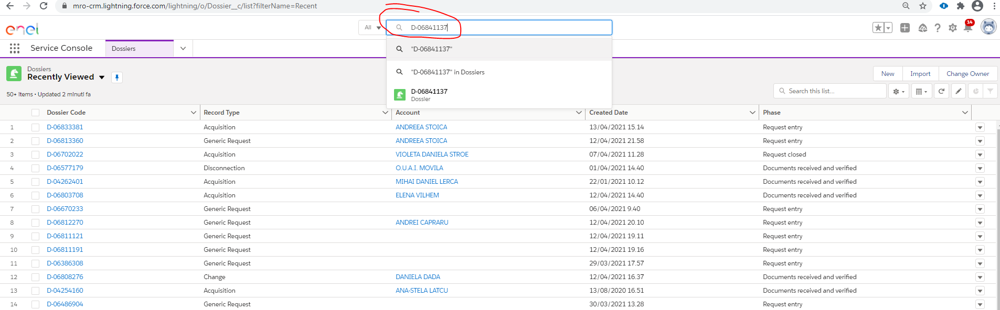 mro-crm.lightning.force.com/lightning/o/Dossier__c/list?filterName=Recent
enel
All D-06841137
14
"D-06841137"
"D-06841137" in Dossiers
D-06841137
Dossier
Service Console Dossiers
Dossiers
Recently Viewed
50+ items • Updated 2 minuti fa
New Import Change Owner
Search this list...
Dossier Code Record Type Account Created Date Phase
1 D-06833381 Acquisition ANDREEA STOICA 13/04/2021 15.14 Request entry
2 D-06813360 Generic Request ANDREEA STOICA 12/04/2021 21.58 Request entry
3 D-06702022 Acquisition VIOLETA DANIELA STROE 07/04/2021 11.28 Request closed
4 D-06577179 Disconnection O.U.A.I. MOVILA 01/04/2021 14.40 Documents received and verified
5 D-04262401 Acquisition MIHAI DANIEL LERCA 22/01/2021 10.12 Documents received and verified
6 D-06803708 Acquisition ELENA VILHEM 12/04/2021 14.40 Documents received and verified
7 D-06670233 Generic Request 06/04/2021 9.40 Request entry
8 D-06812270 Generic Request ANDREI CAPRARU 12/04/2021 20.10 Request entry
9 D-06811121 Generic Request 12/04/2021 19.11 Request entry
10 D-06811191 Generic Request 12/04/2021 19.16 Request entry
11 D-06386308 Generic Request 29/03/2021 17.57 Request entry
12 D-06808276 Change DANIELA DADA 12/04/2021 16.37 Documents received and verified
13 D-04254160 Acquisition ANA-STELA LATCU 13/08/2020 16.51 Documents received and verified
14 D-06486904 Generic Request 30/03/2021 13.28 Request entry